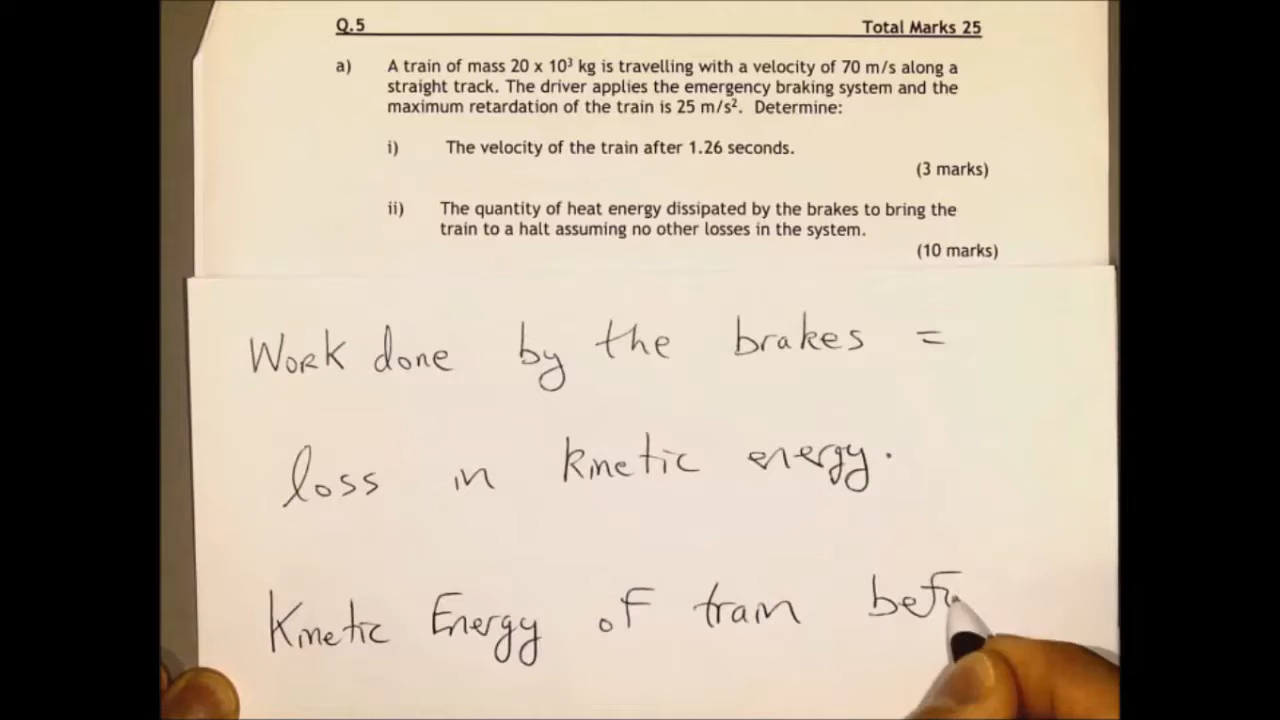 Q.5 Total Marks 25
a) A train of mass 20 x 10³ kg is travelling with a velocity of 70 m/s along a
straight track. The driver applies the emergency braking system and the
maximum retardation of the train is 25 m/s². Determine:
i) The velocity of the train after 1.26 seconds.
(3 marks)
ii) The quantity of heat energy dissipated by the brakes to bring the
train to a halt assuming no other losses in the system.
(10 marks)
Work done by the brakes =
loss in kinetic energy.
Kinetic Energy of train